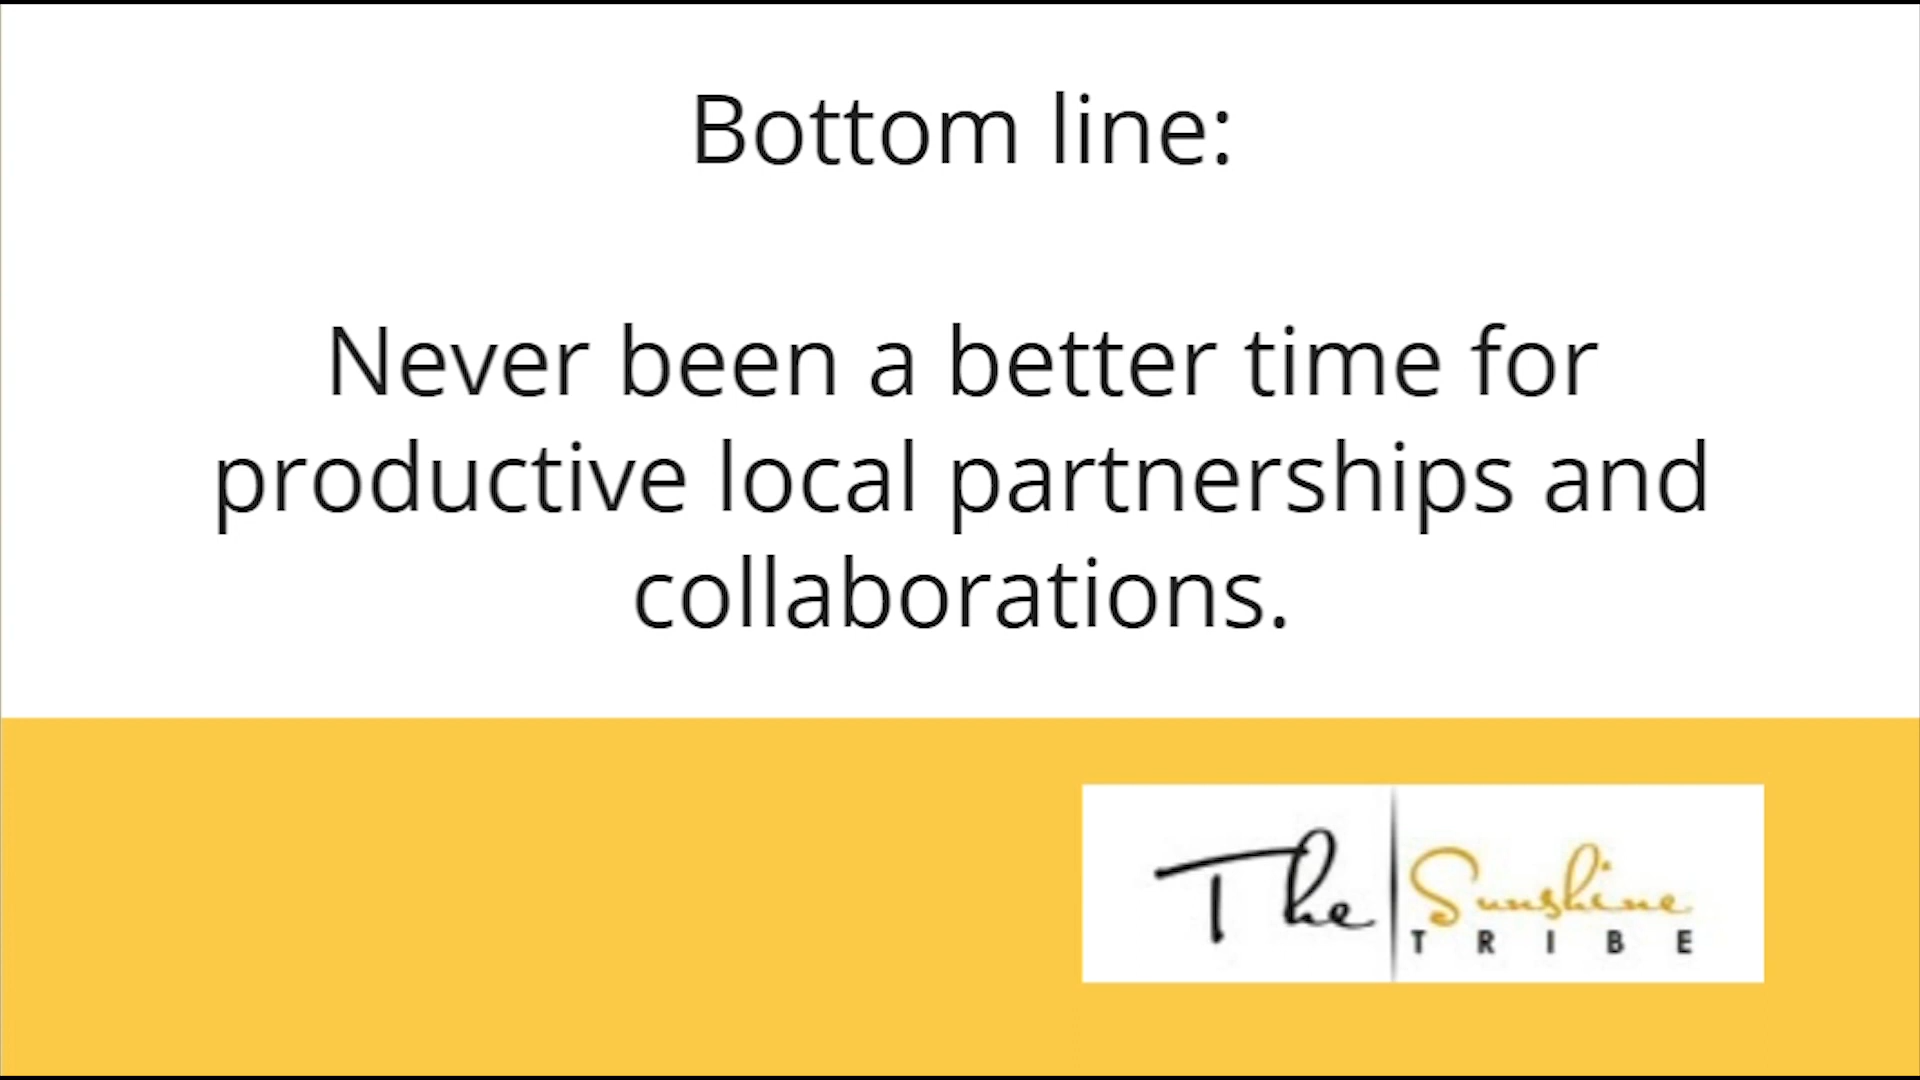 Bottom line:
Never been a better time for
productive local partnerships and
collaborations.
The Sunshine
TRIBE